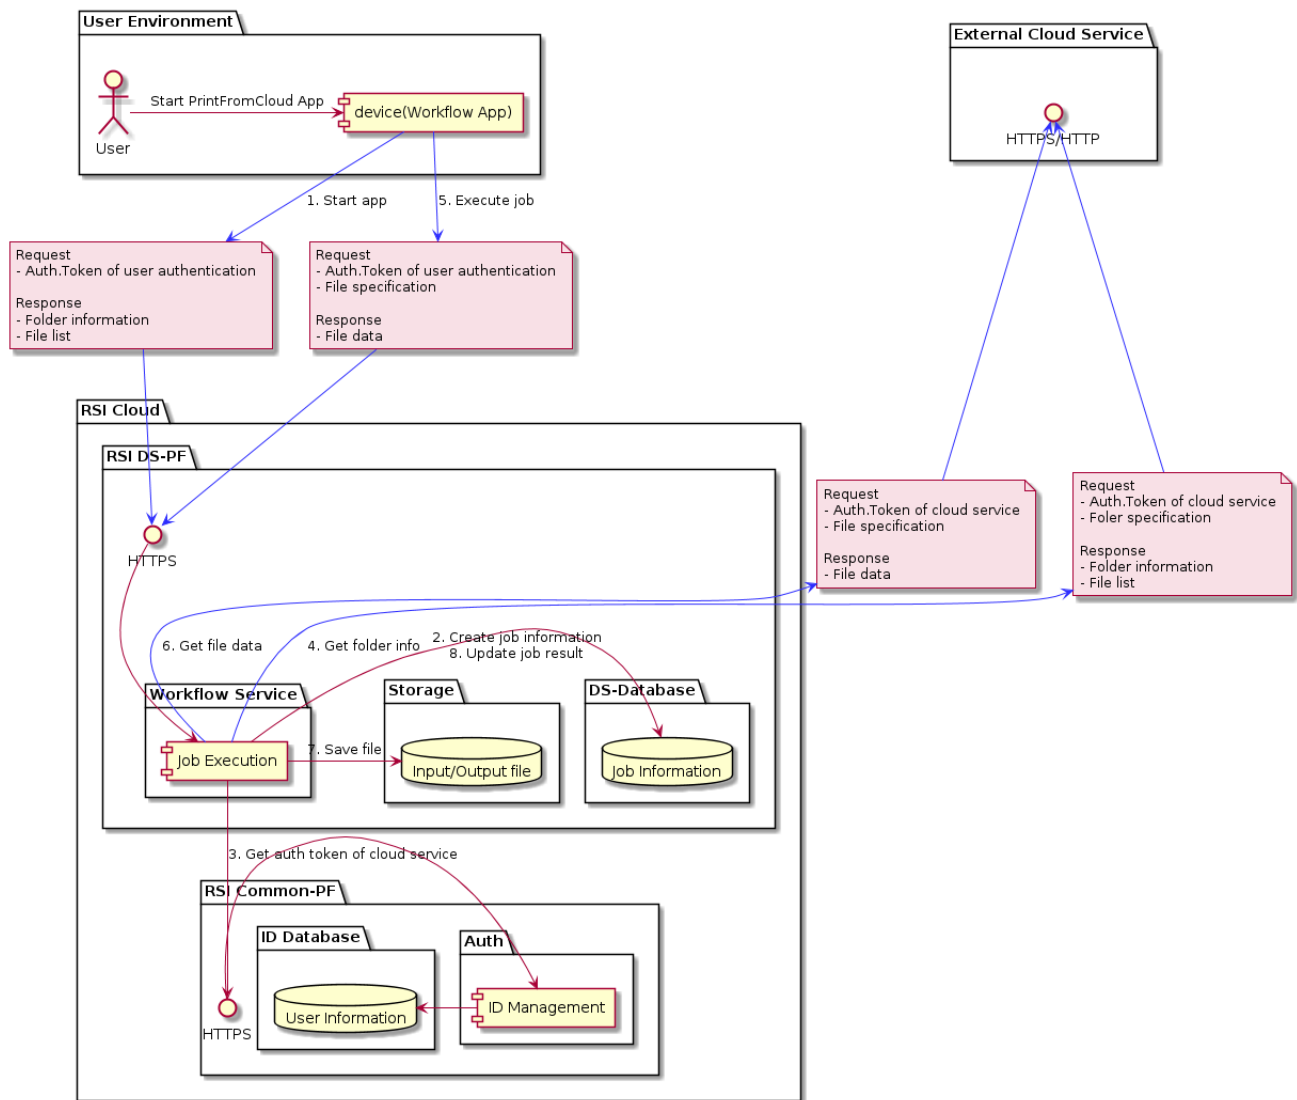 User Environment
External Cloud Service
Start PrintFromCloud App
device(Workflow App)
User
HTTPS/HTTP
1. Start app
5. Execute job
Request
- Auth.Token of user authentication
Response
- Folder information
- File list
Request
- Auth.Token of user authentication
- File specification
Response
- File data
RSI Cloud
RSI DS-PF
HTTPS
Request
- Auth.Token of cloud service
- File specification
Response
- File data
Request
- Auth.Token of cloud service
- Foler specification
Response
- Folder information
- File list
6. Get file data
4. Get folder info
2. Create job information
8. Update job result
Workflow Service
Storage
DS-Database
Job Execution
7. Save file
Input/Output file
Job Information
3. Get auth token of cloud service
RSI Common-PF
ID Database
Auth
User Information
ID Management
HTTPS